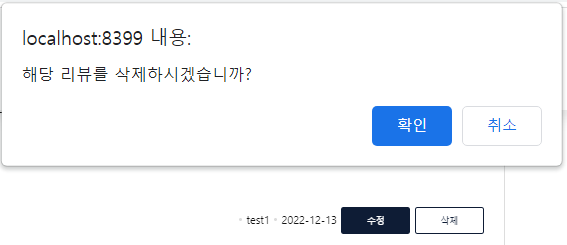 localhost:8399 내용:
해당 리뷰를 삭제하시겠습니까?
확인 취소
test1 2022-12-13 수정 삭제